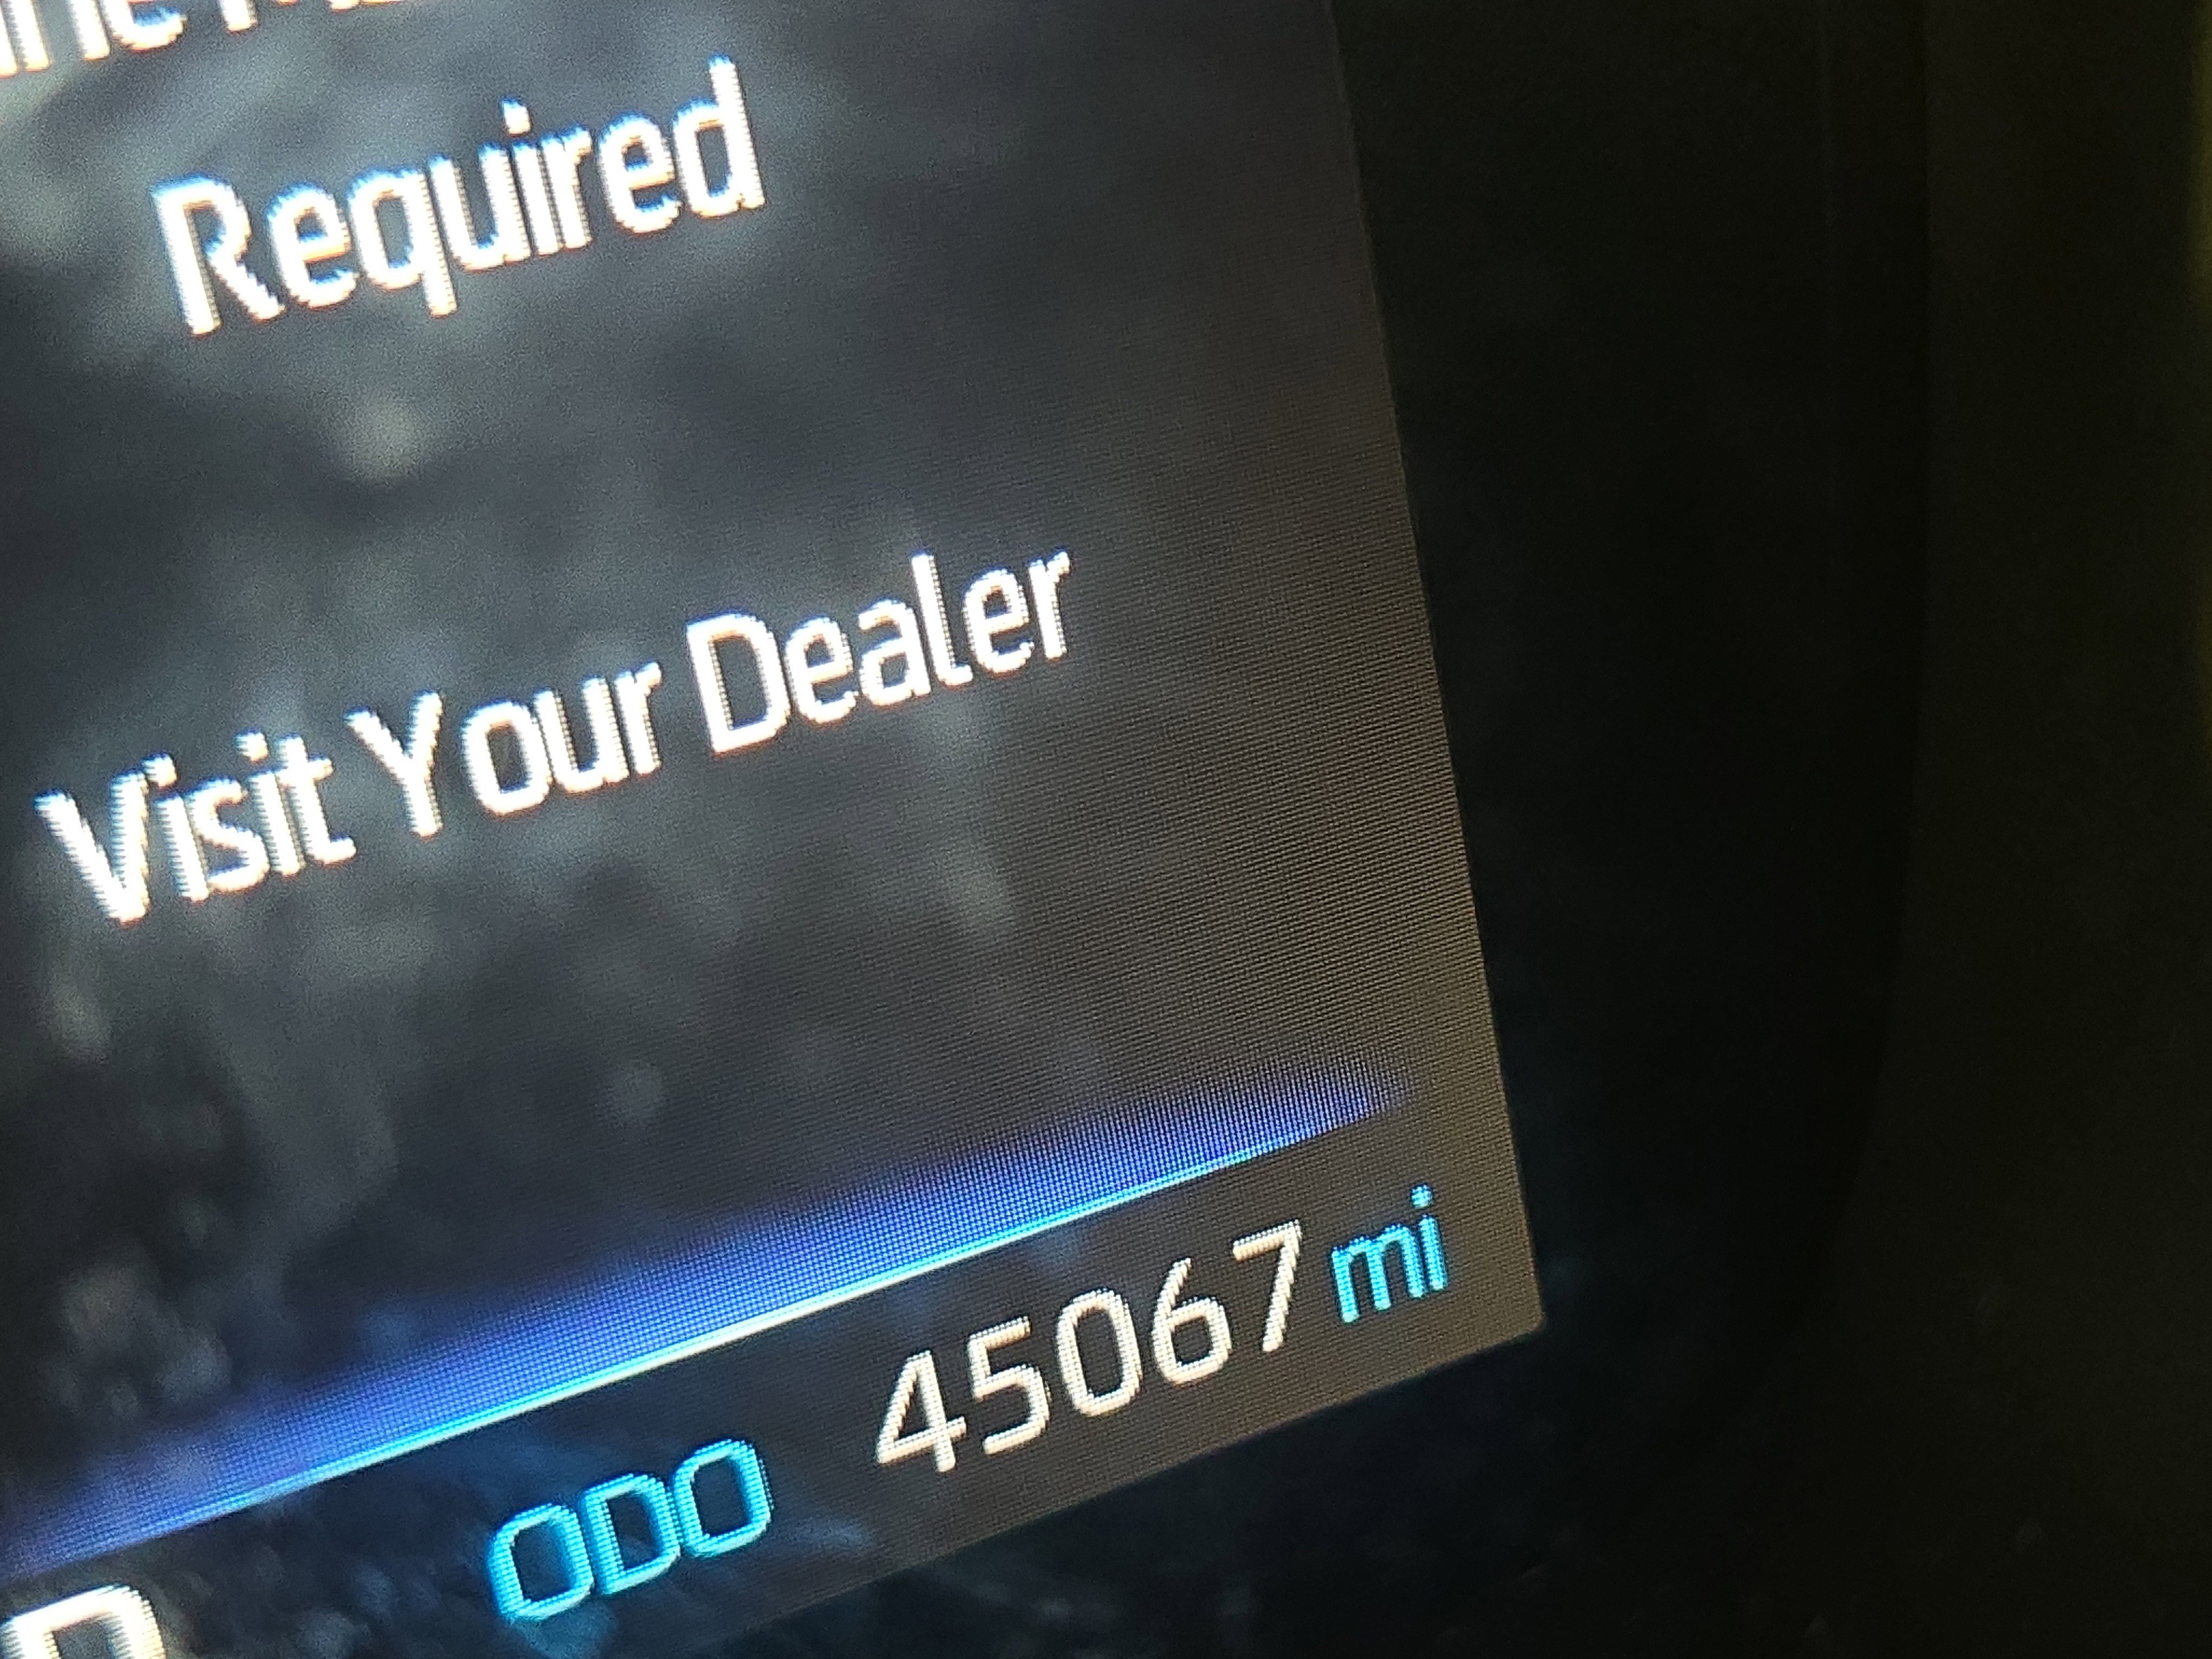 Required
Visit Your Dealer
ODO 45067 mi